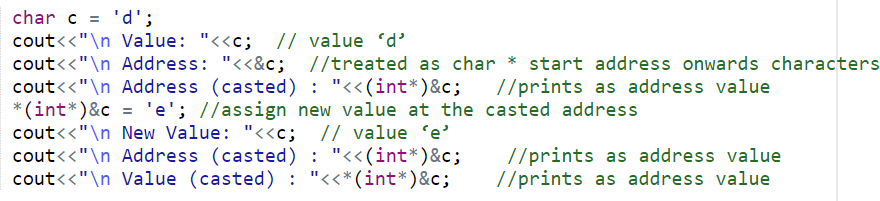 char c = 'd';
cout<<"\n Value: "<<c;  // value ‘d’
cout<<"\n Address: "<<&c;  //treated as char * start address onwards characters
cout<<"\n Address (casted) : "<<(int*)&c;   //prints as address value
*(int*)&c = 'e'; //assign new value at the casted address
cout<<"\n New Value: "<<c;  // value ‘e’
cout<<"\n Address (casted) : "<<(int*)&c;    //prints as address value
cout<<"\n Value (casted) : "<<*(int*)&c;    //prints as address value